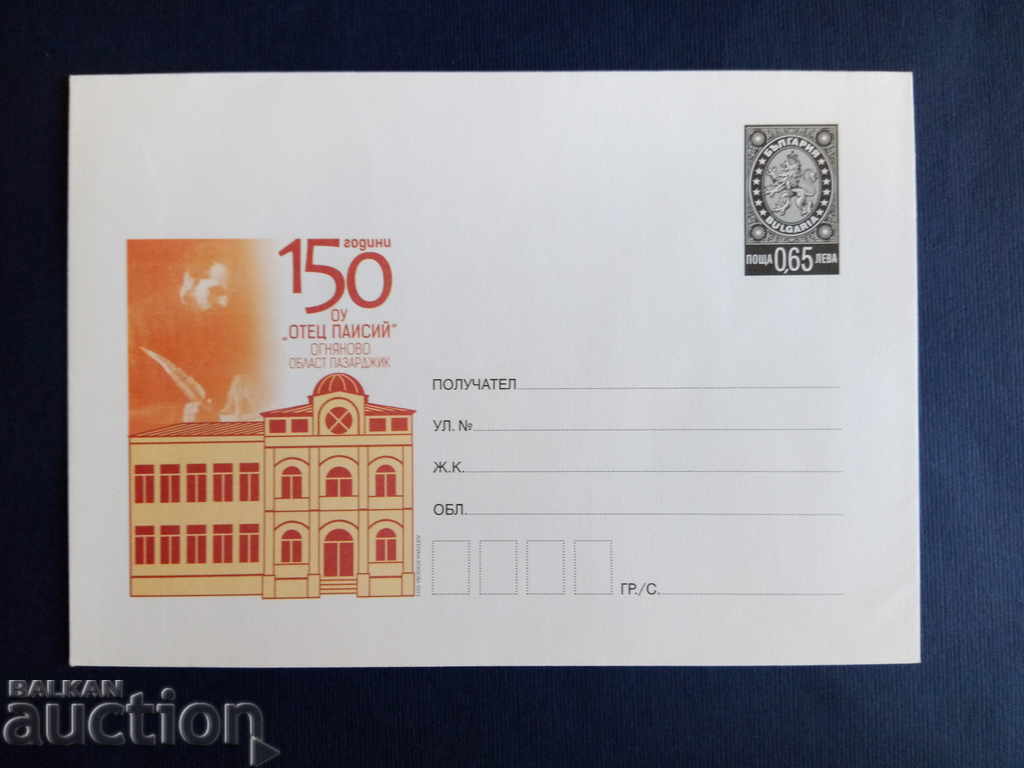 БЪЛГАРИЯ
BULGARIA
ПОЩА 0,65 ЛЕВА
150 години
ОУ
„ОТЕЦ ПАИСИЙ“
ОГНЯНОВО
ОБЛАСТ ПАЗАРДЖИК
ПОЛУЧАТЕЛ
УЛ. №
Ж.К.
ОБЛ.
ГР./С.
BALKAN
auction